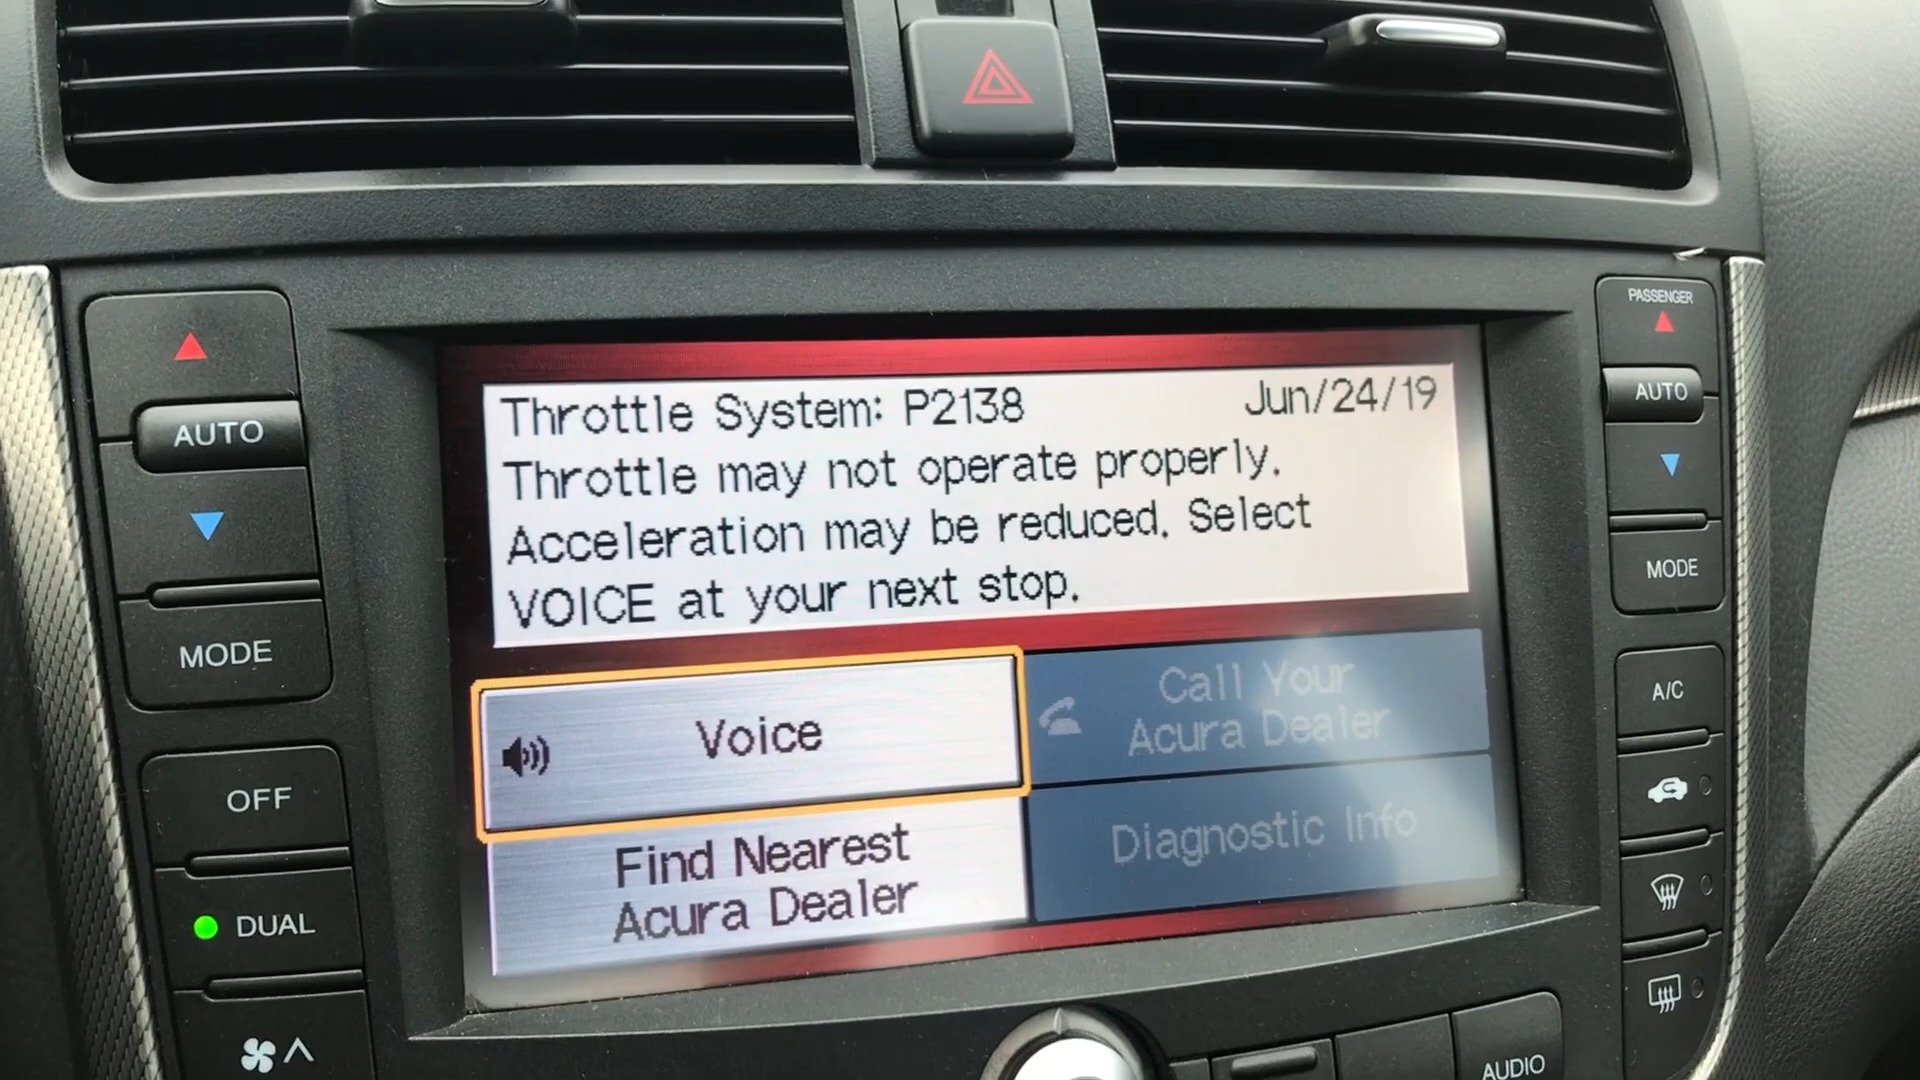 PASSENGER
AUTO
AUTO
MODE
MODE
OFF
DUAL
A/C
AUDIO
Throttle System: P2138 Jun/24/19
Throttle may not operate properly.
Acceleration may be reduced. Select
VOICE at your next stop.
Voice
Call Your
Acura Dealer
Find Nearest
Acura Dealer
Diagnostic Info